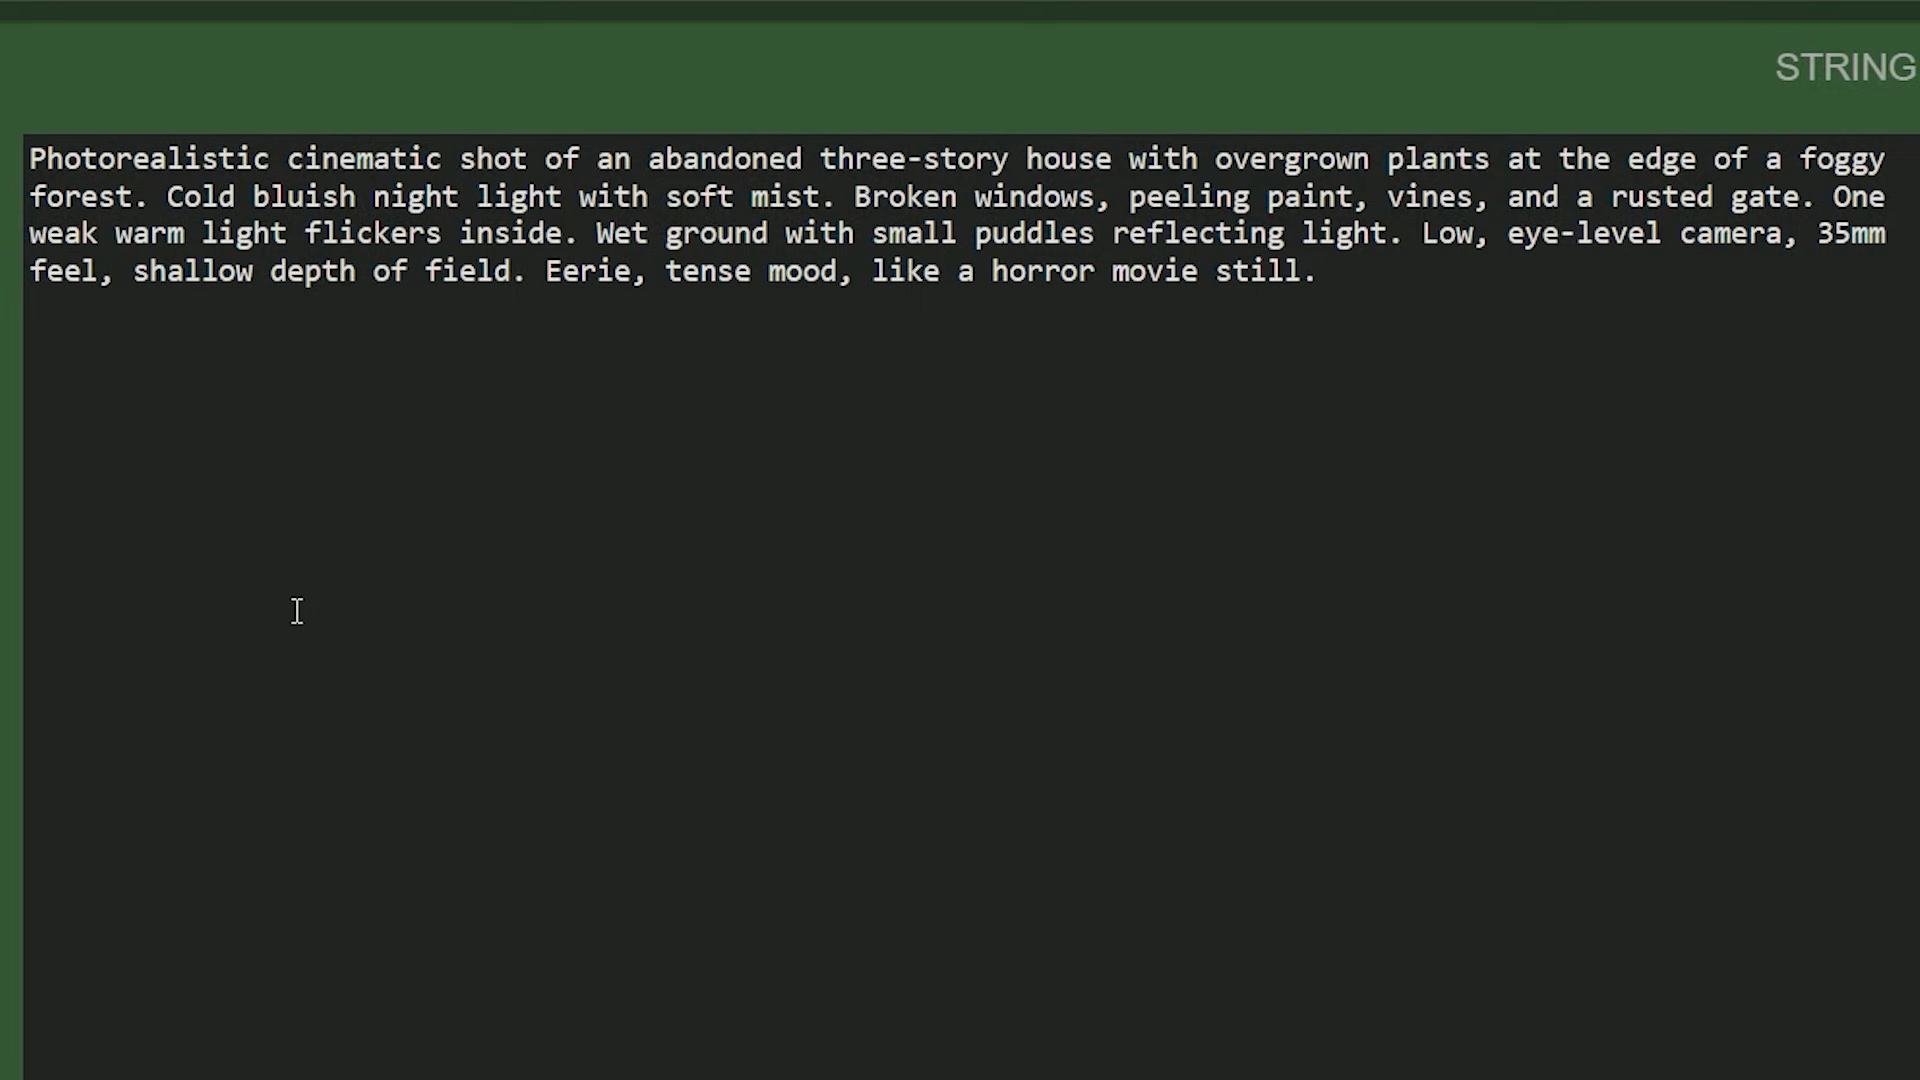 STRING
Photorealistic cinematic shot of an abandoned three-story house with overgrown plants at the edge of a foggy
forest. Cold bluish night light with soft mist. Broken windows, peeling paint, vines, and a rusted gate. One
weak warm light flickers inside. Wet ground with small puddles reflecting light. Low, eye-level camera, 35mm
feel, shallow depth of field. Eerie, tense mood, like a horror movie still.